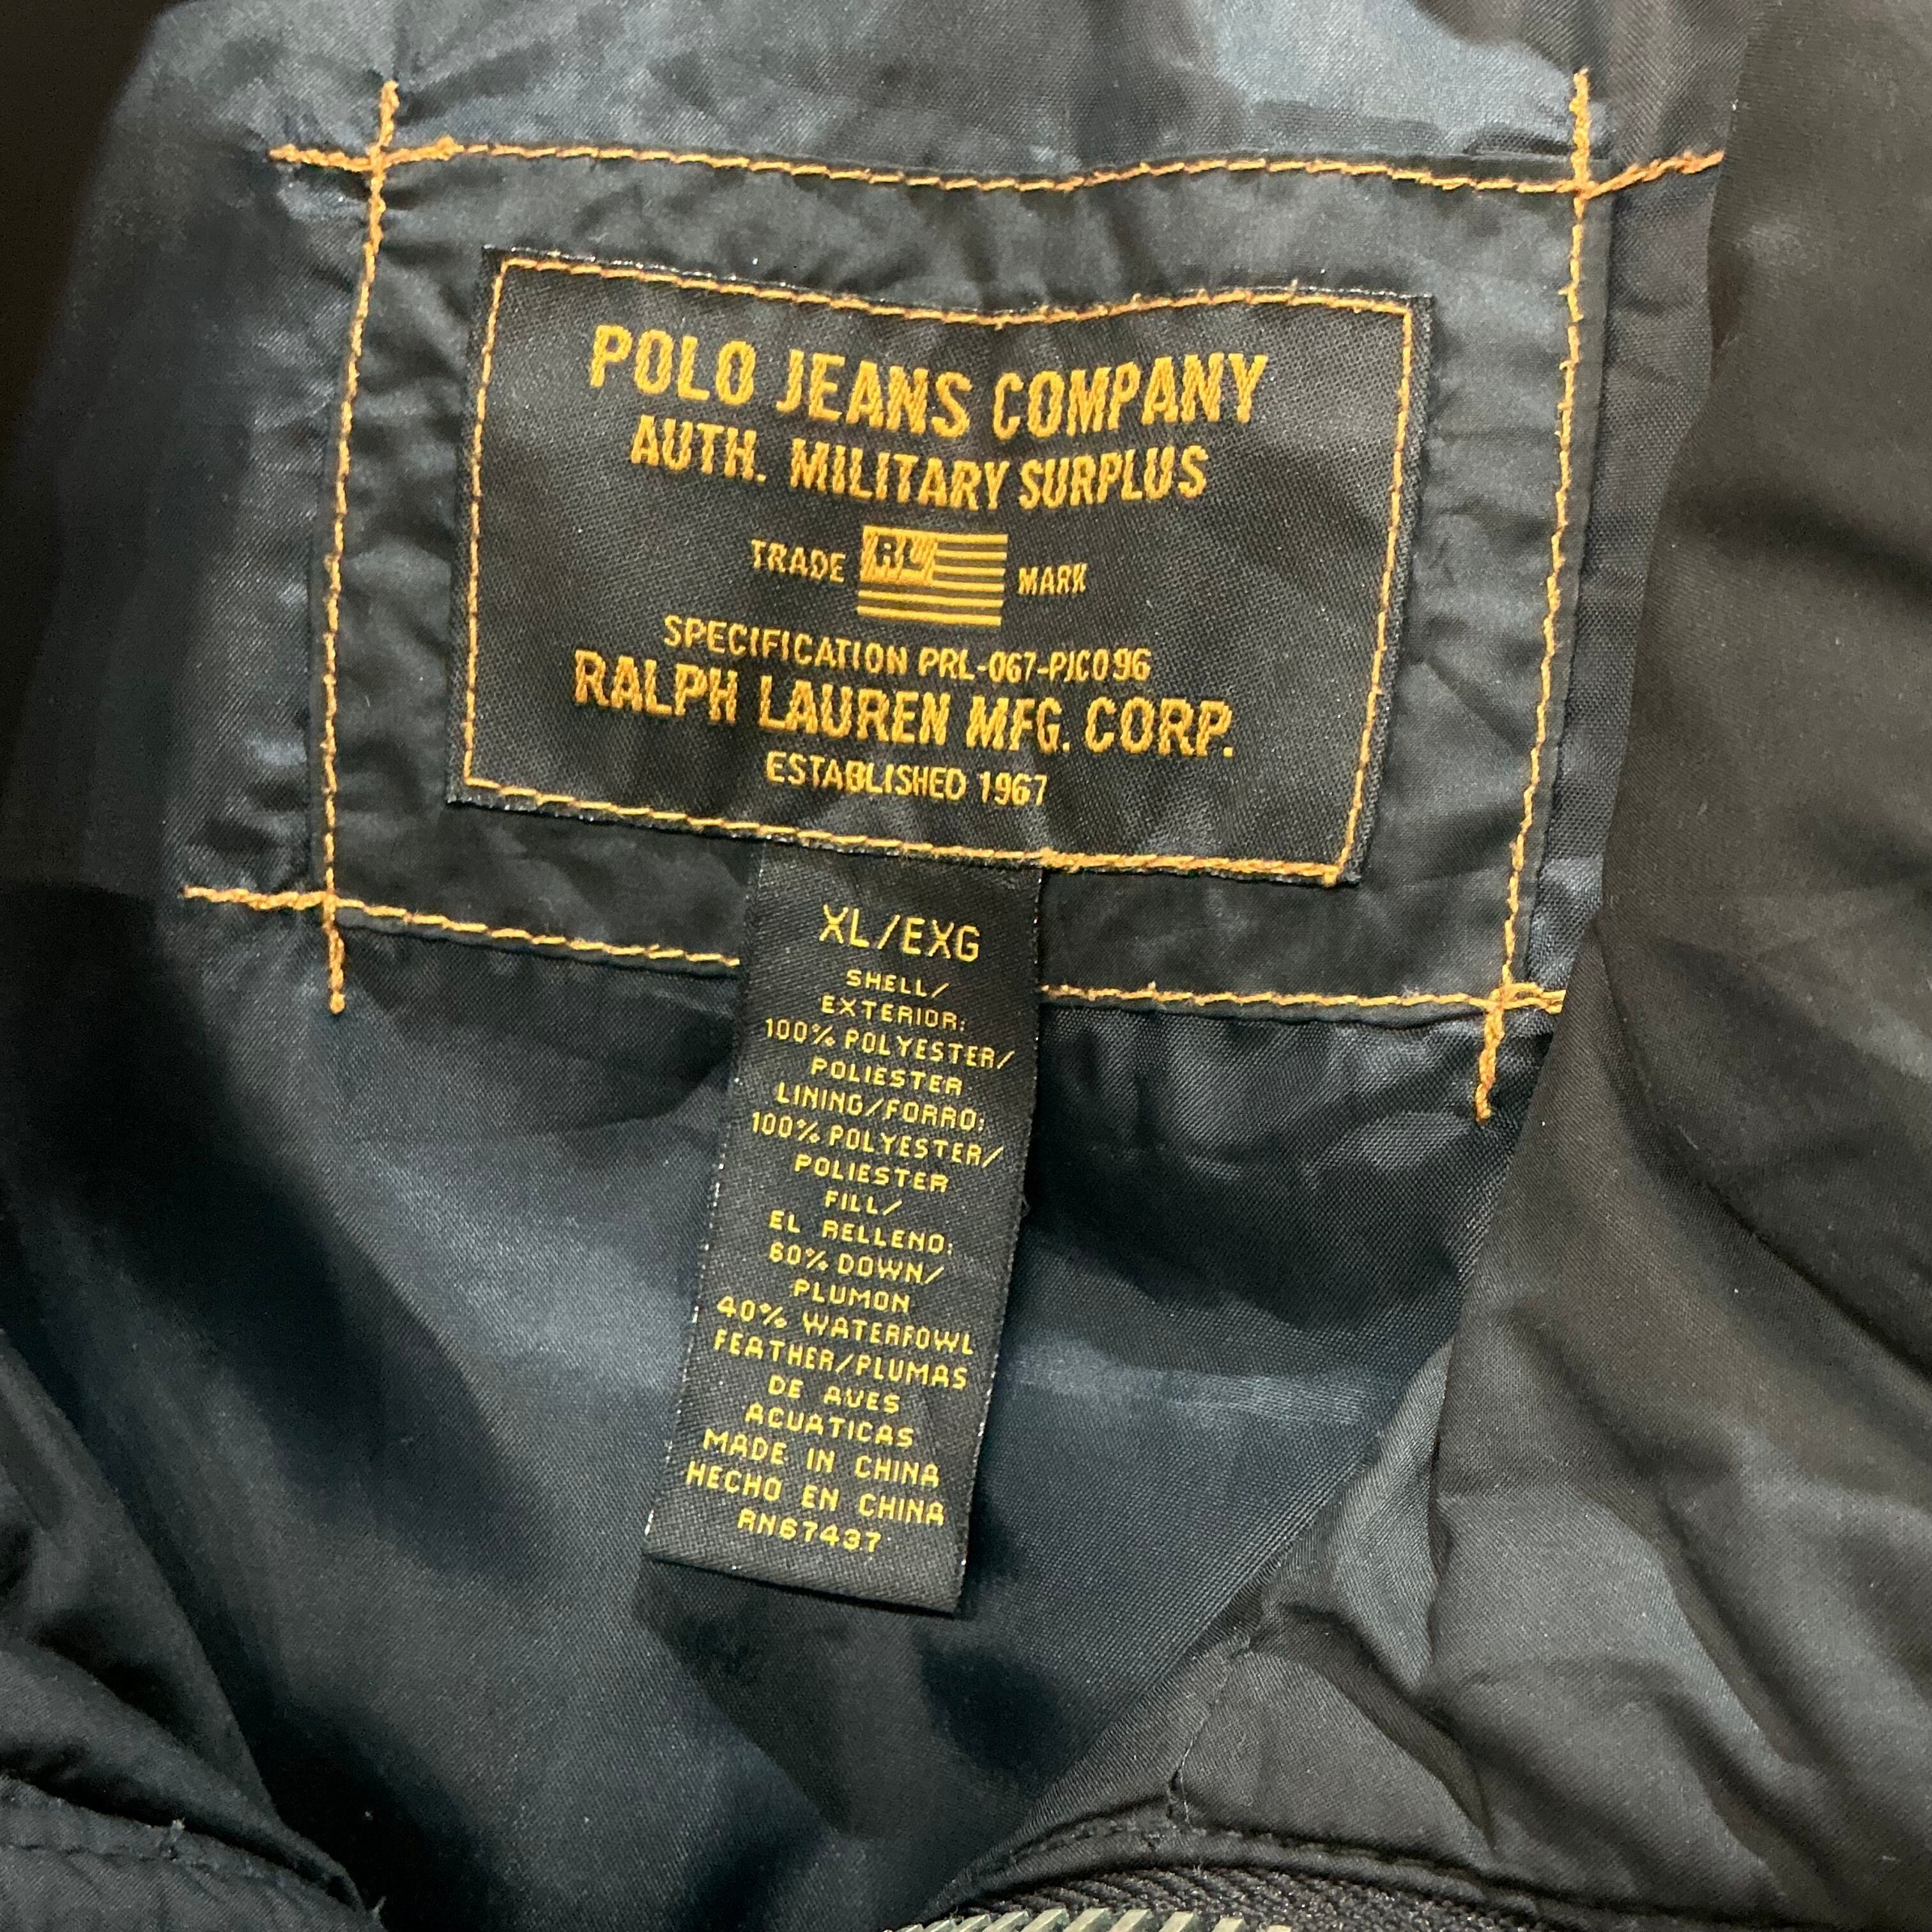 POLO JEANS COMPANY
AUTH. MILITARY SURPLUS
TRADE RL MARK
SPECIFICATION PRL-067-PJC096
RALPH LAUREN MFG. CORP.
ESTABLISHED 1967
XL/EXG
SHELL/
EXTERIOR:
100% POLYESTER/
POLIESTER
LINING/FORRO:
100% POLYESTER/
POLIESTER
FILL/
EL RELLENO:
60% DOWN/
PLUMON
40% WATERFOWL
FEATHER/PLUMAS
DE AVES
ACUATICAS
MADE IN CHINA
HECHO EN CHINA
RN67437